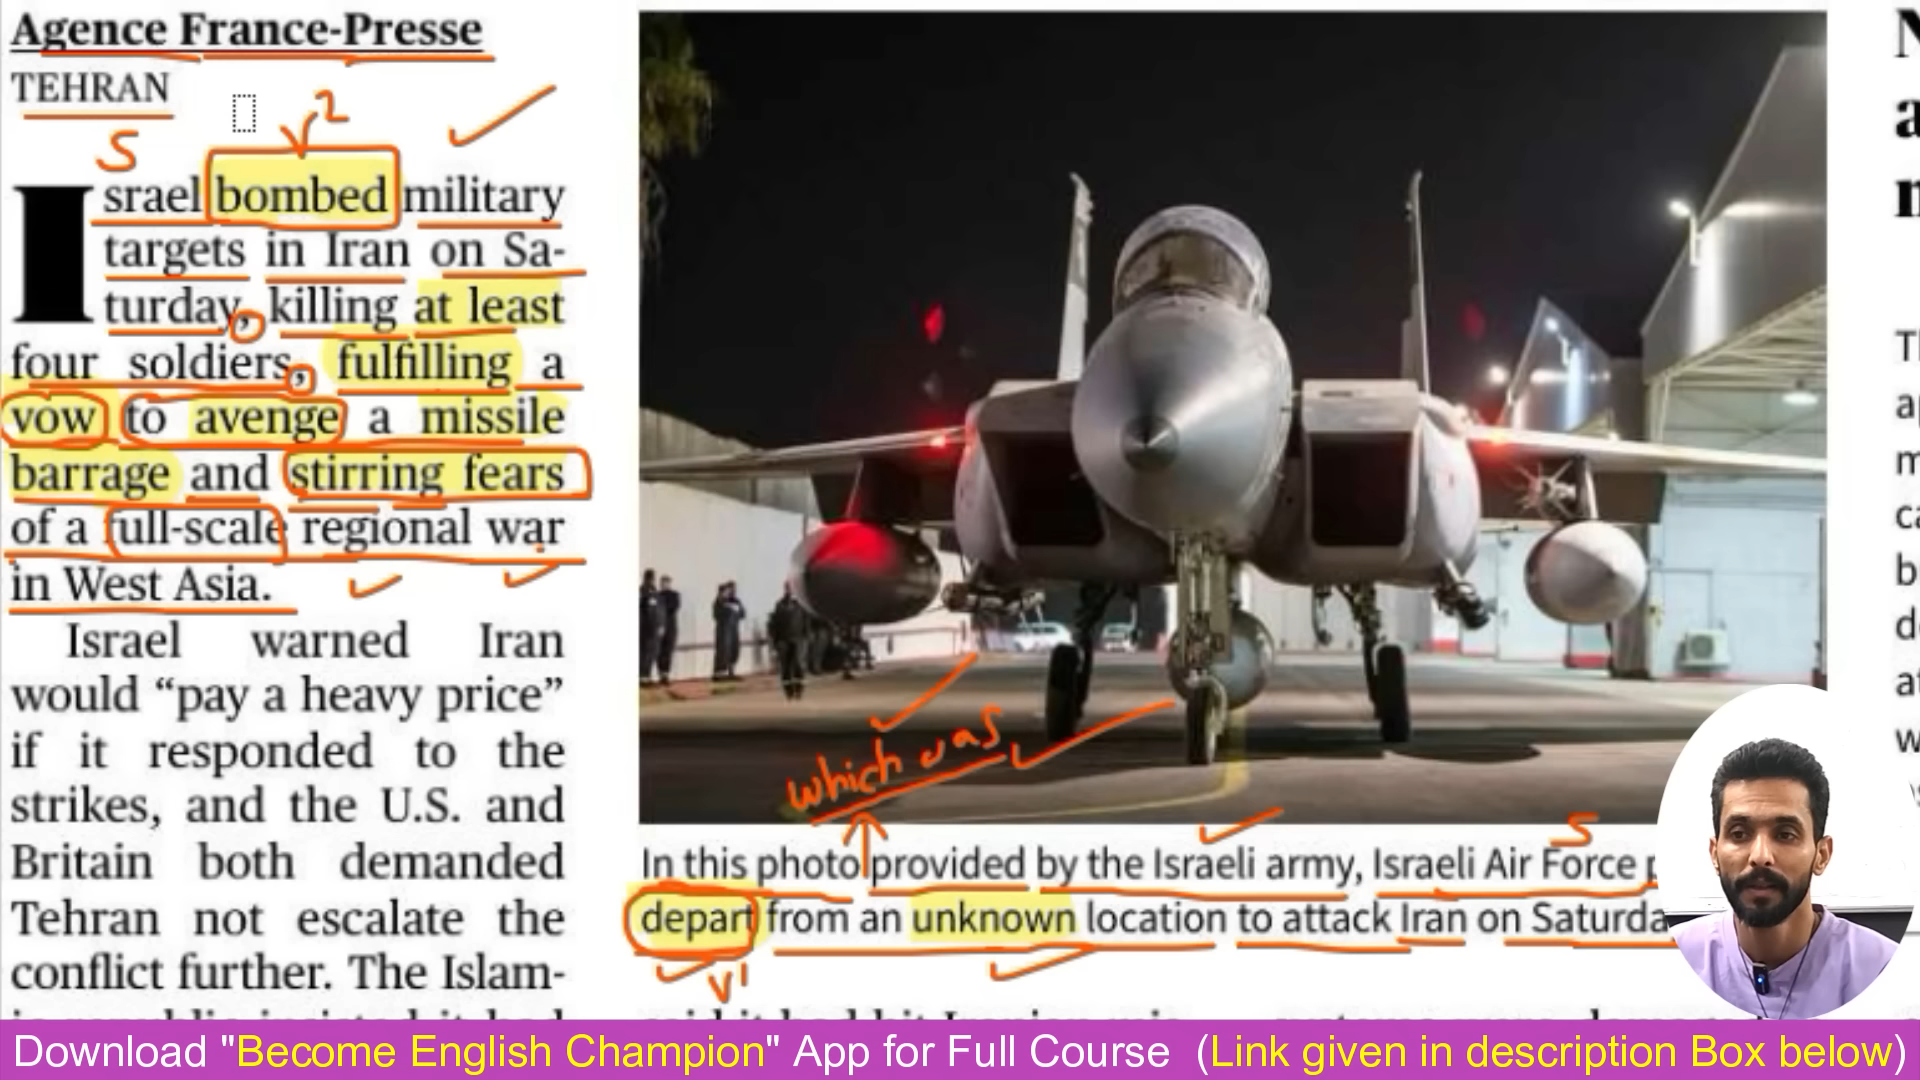 Agence France-Presse
TEHRAN
S
V2
Israel bombed military
targets in Iran on Sa-
turday, killing at least
four soldiers, fulfilling a
vow to avenge a missile
barrage and stirring fears
of a full-scale regional war
in West Asia.
Israel warned Iran
would “pay a heavy price”
if it responded to the
strikes, and the U.S. and
Britain both demanded
Tehran not escalate the
conflict further. The Islam-
which was
S
In this photo provided by the Israeli army, Israeli Air Force p
depart from an unknown location to attack Iran on Saturda
V1
Download "Become English Champion" App for Full Course (Link given in description Box below)